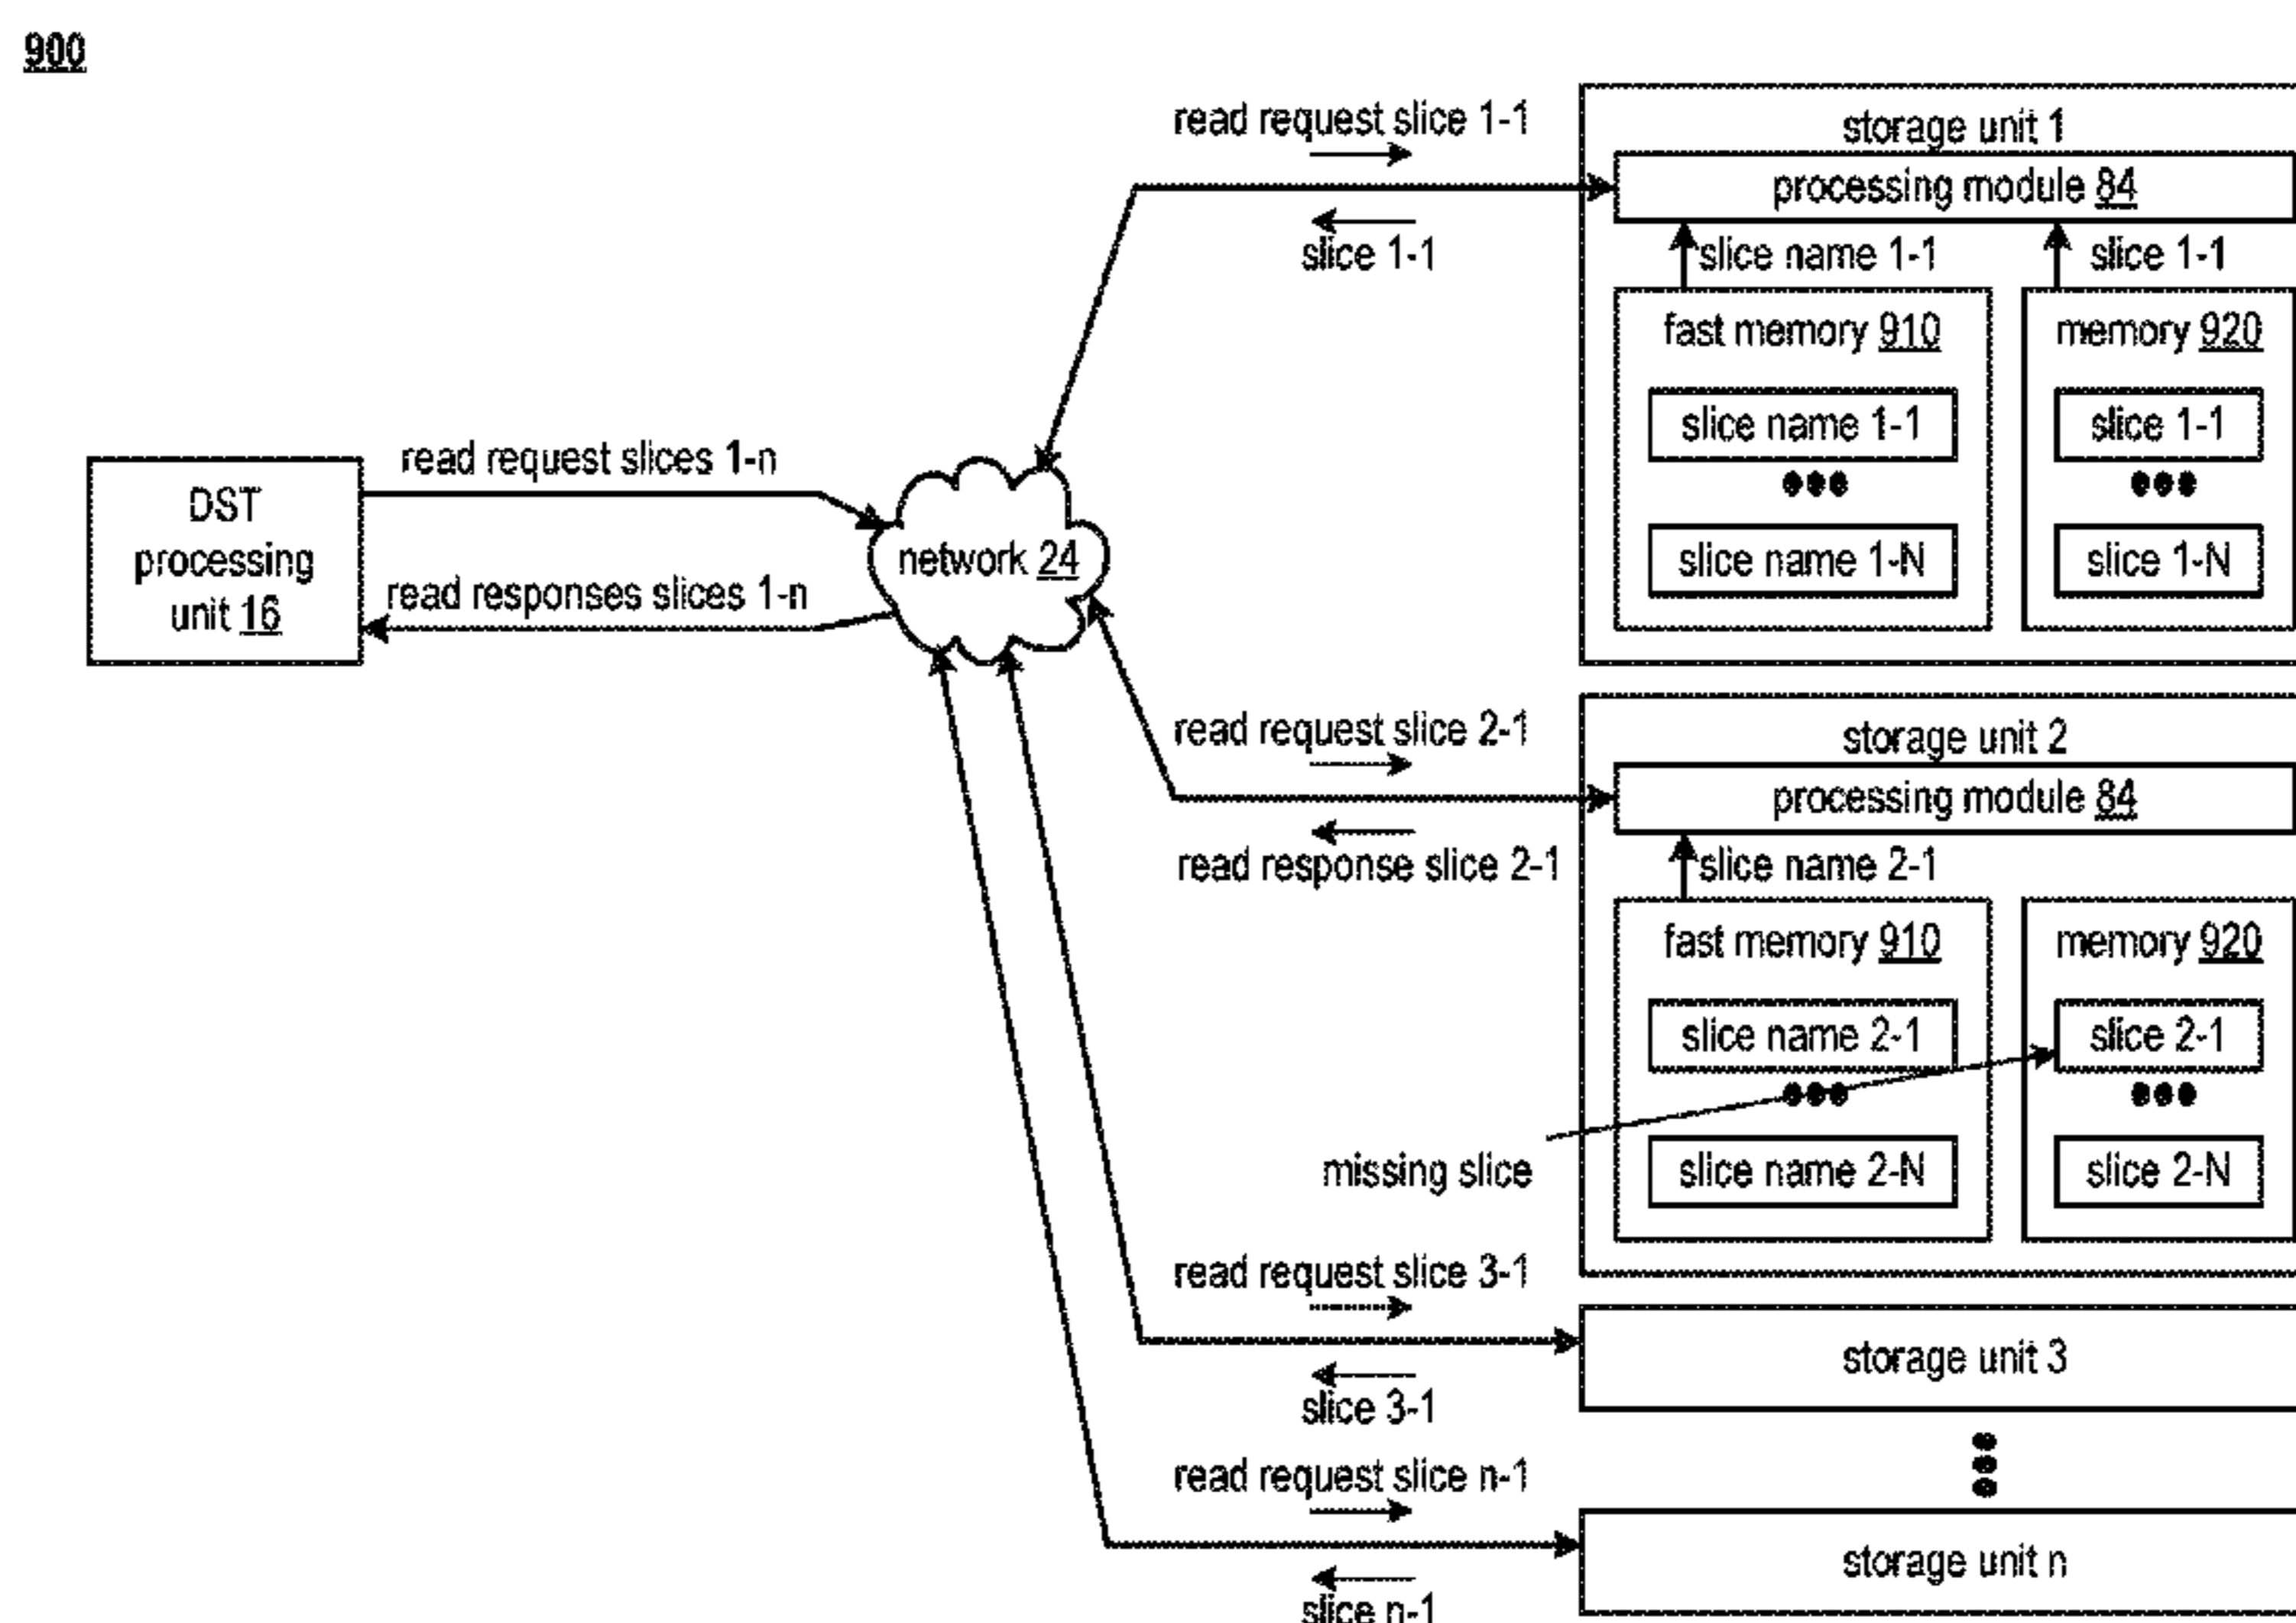 900
read request slice 1-1
slice 1-1
storage unit 1
processing module 84
slice name 1-1
slice 1-1
fast memory 910
memory 920
slice name 1-1
slice 1-1
slice name 1-N
slice 1-N
DST
processing
unit 16
read request slices 1-n
read responses slices 1-n
network 24
read request slice 2-1
read response slice 2-1
storage unit 2
processing module 84
slice name 2-1
fast memory 910
memory 920
slice name 2-1
slice 2-1
missing slice
slice name 2-N
slice 2-N
read request slice 3-1
slice 3-1
storage unit 3
read request slice n-1
slice n-1
storage unit n